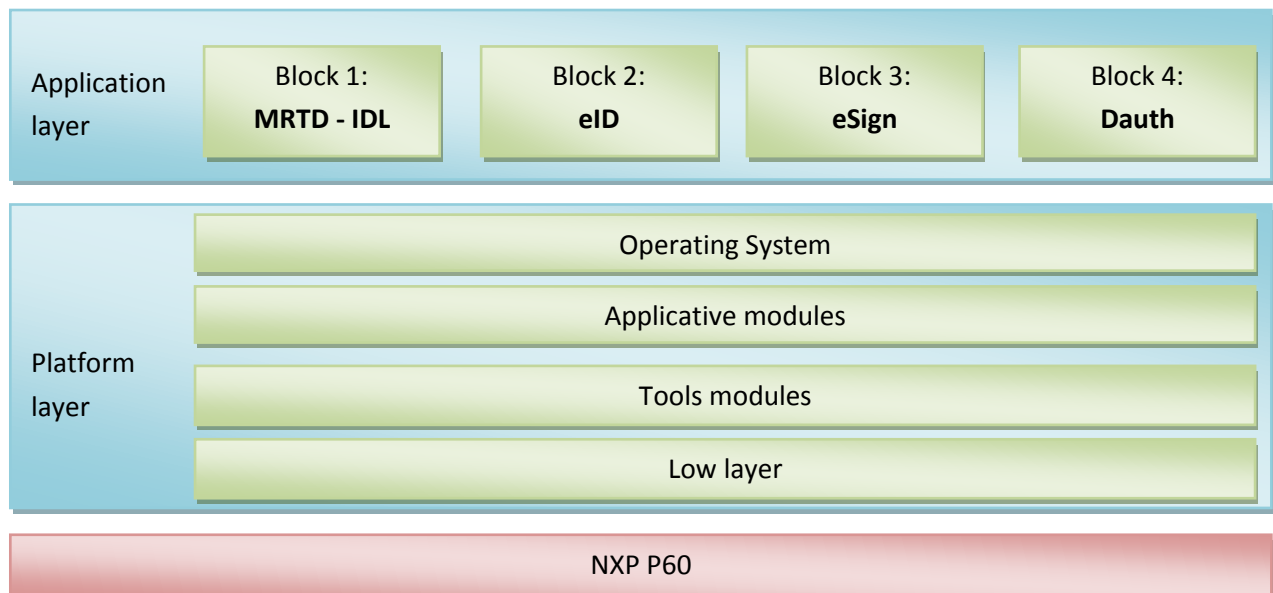 Application
layer
Block 1:
MRTD - IDL
Block 2:
eID
Block 3:
eSign
Block 4:
Dauth
Platform
layer
Operating System
Applicative modules
Tools modules
Low layer
NXP P60